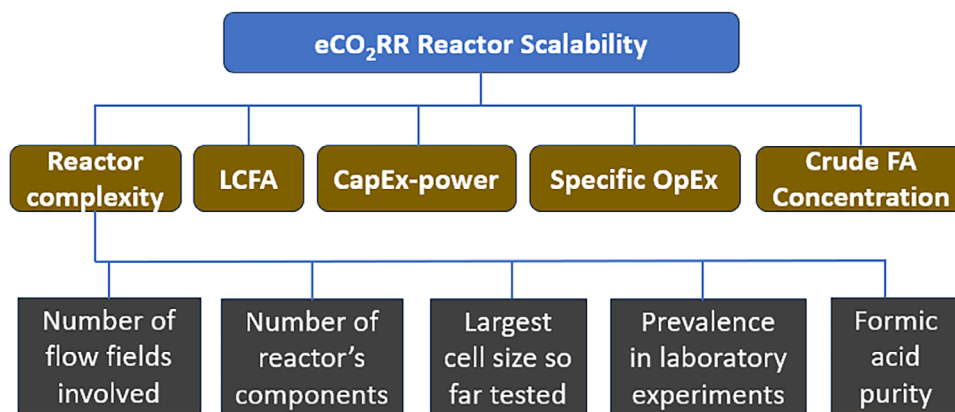 eCO₂RR Reactor Scalability
Reactor
complexity
LCFA
CapEx-power
Specific OpEx
Crude FA
Concentration
Number of
flow fields
involved
Number of
reactor's
components
Largest
cell size so
far tested
Prevalence
in laboratory
experiments
Formic
acid
purity